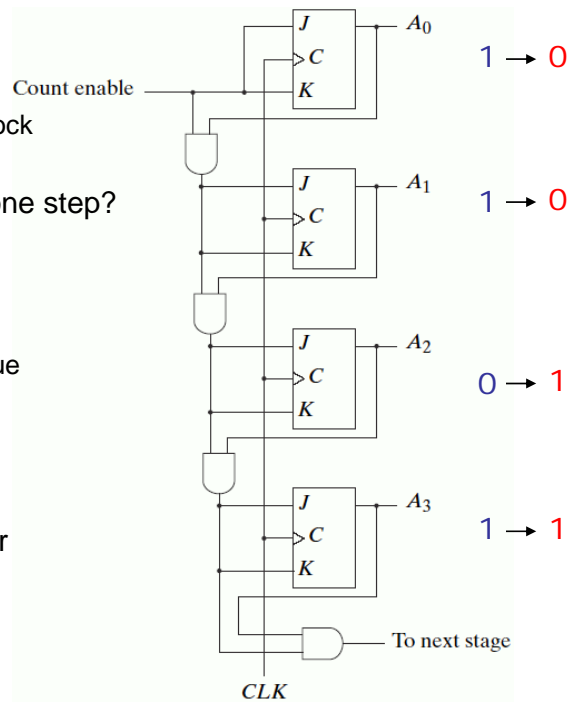 J A0
C 1 → 0
Count enable K
ock
J A1
one step? C 1 → 0
K
J A2
ue C 0 → 1
K
J A3
r C 1 → 1
K
To next stage
CLK